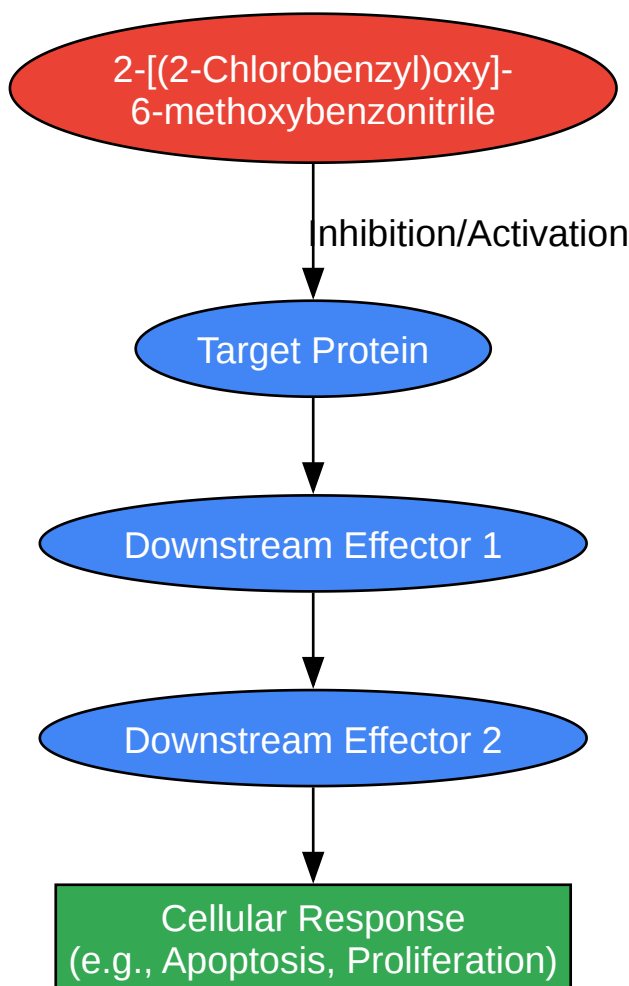 2-[(2-Chlorobenzyl)oxy]-
6-methoxybenzonitrile
Inhibition/Activation
Target Protein
Downstream Effector 1
Downstream Effector 2
Cellular Response
(e.g., Apoptosis, Proliferation)